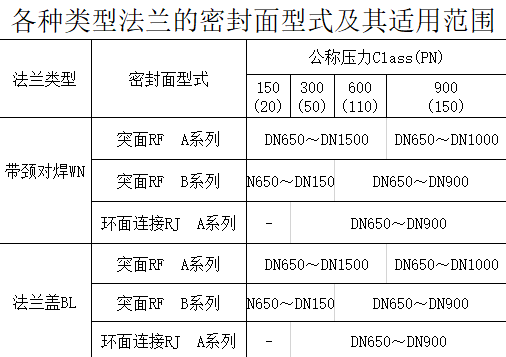 各种类型法兰的密封面型式及其适用范围
法兰类型 密封面型式 公称压力Class(PN)
150 300 600 900
(20) (50) (110) (150)
带颈对焊WN 突面RF A系列 DN650～DN1500 DN650～DN1000
突面RF B系列 N650～DN150 DN650～DN900
环面连接RJ A系列 - DN650～DN900
法兰盖BL 突面RF A系列 DN650～DN1500 DN650～DN1000
突面RF B系列 N650～DN150 DN650～DN900
环面连接RJ A系列 - DN650～DN900